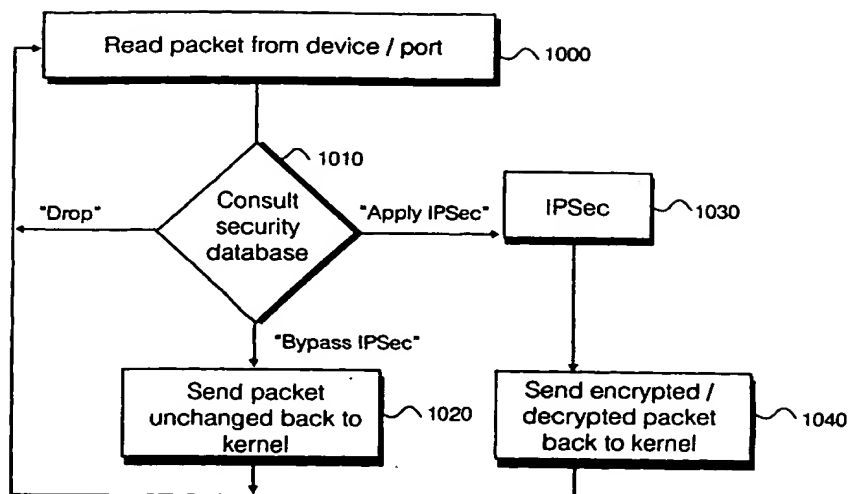 Read packet from device / port
1000
1010
Consult
security
database
"Drop"
"Apply IPSec"
IPSec
1030
"Bypass IPSec"
Send packet
unchanged back to
kernel
1020
Send encrypted /
decrypted packet
back to kernel
1040